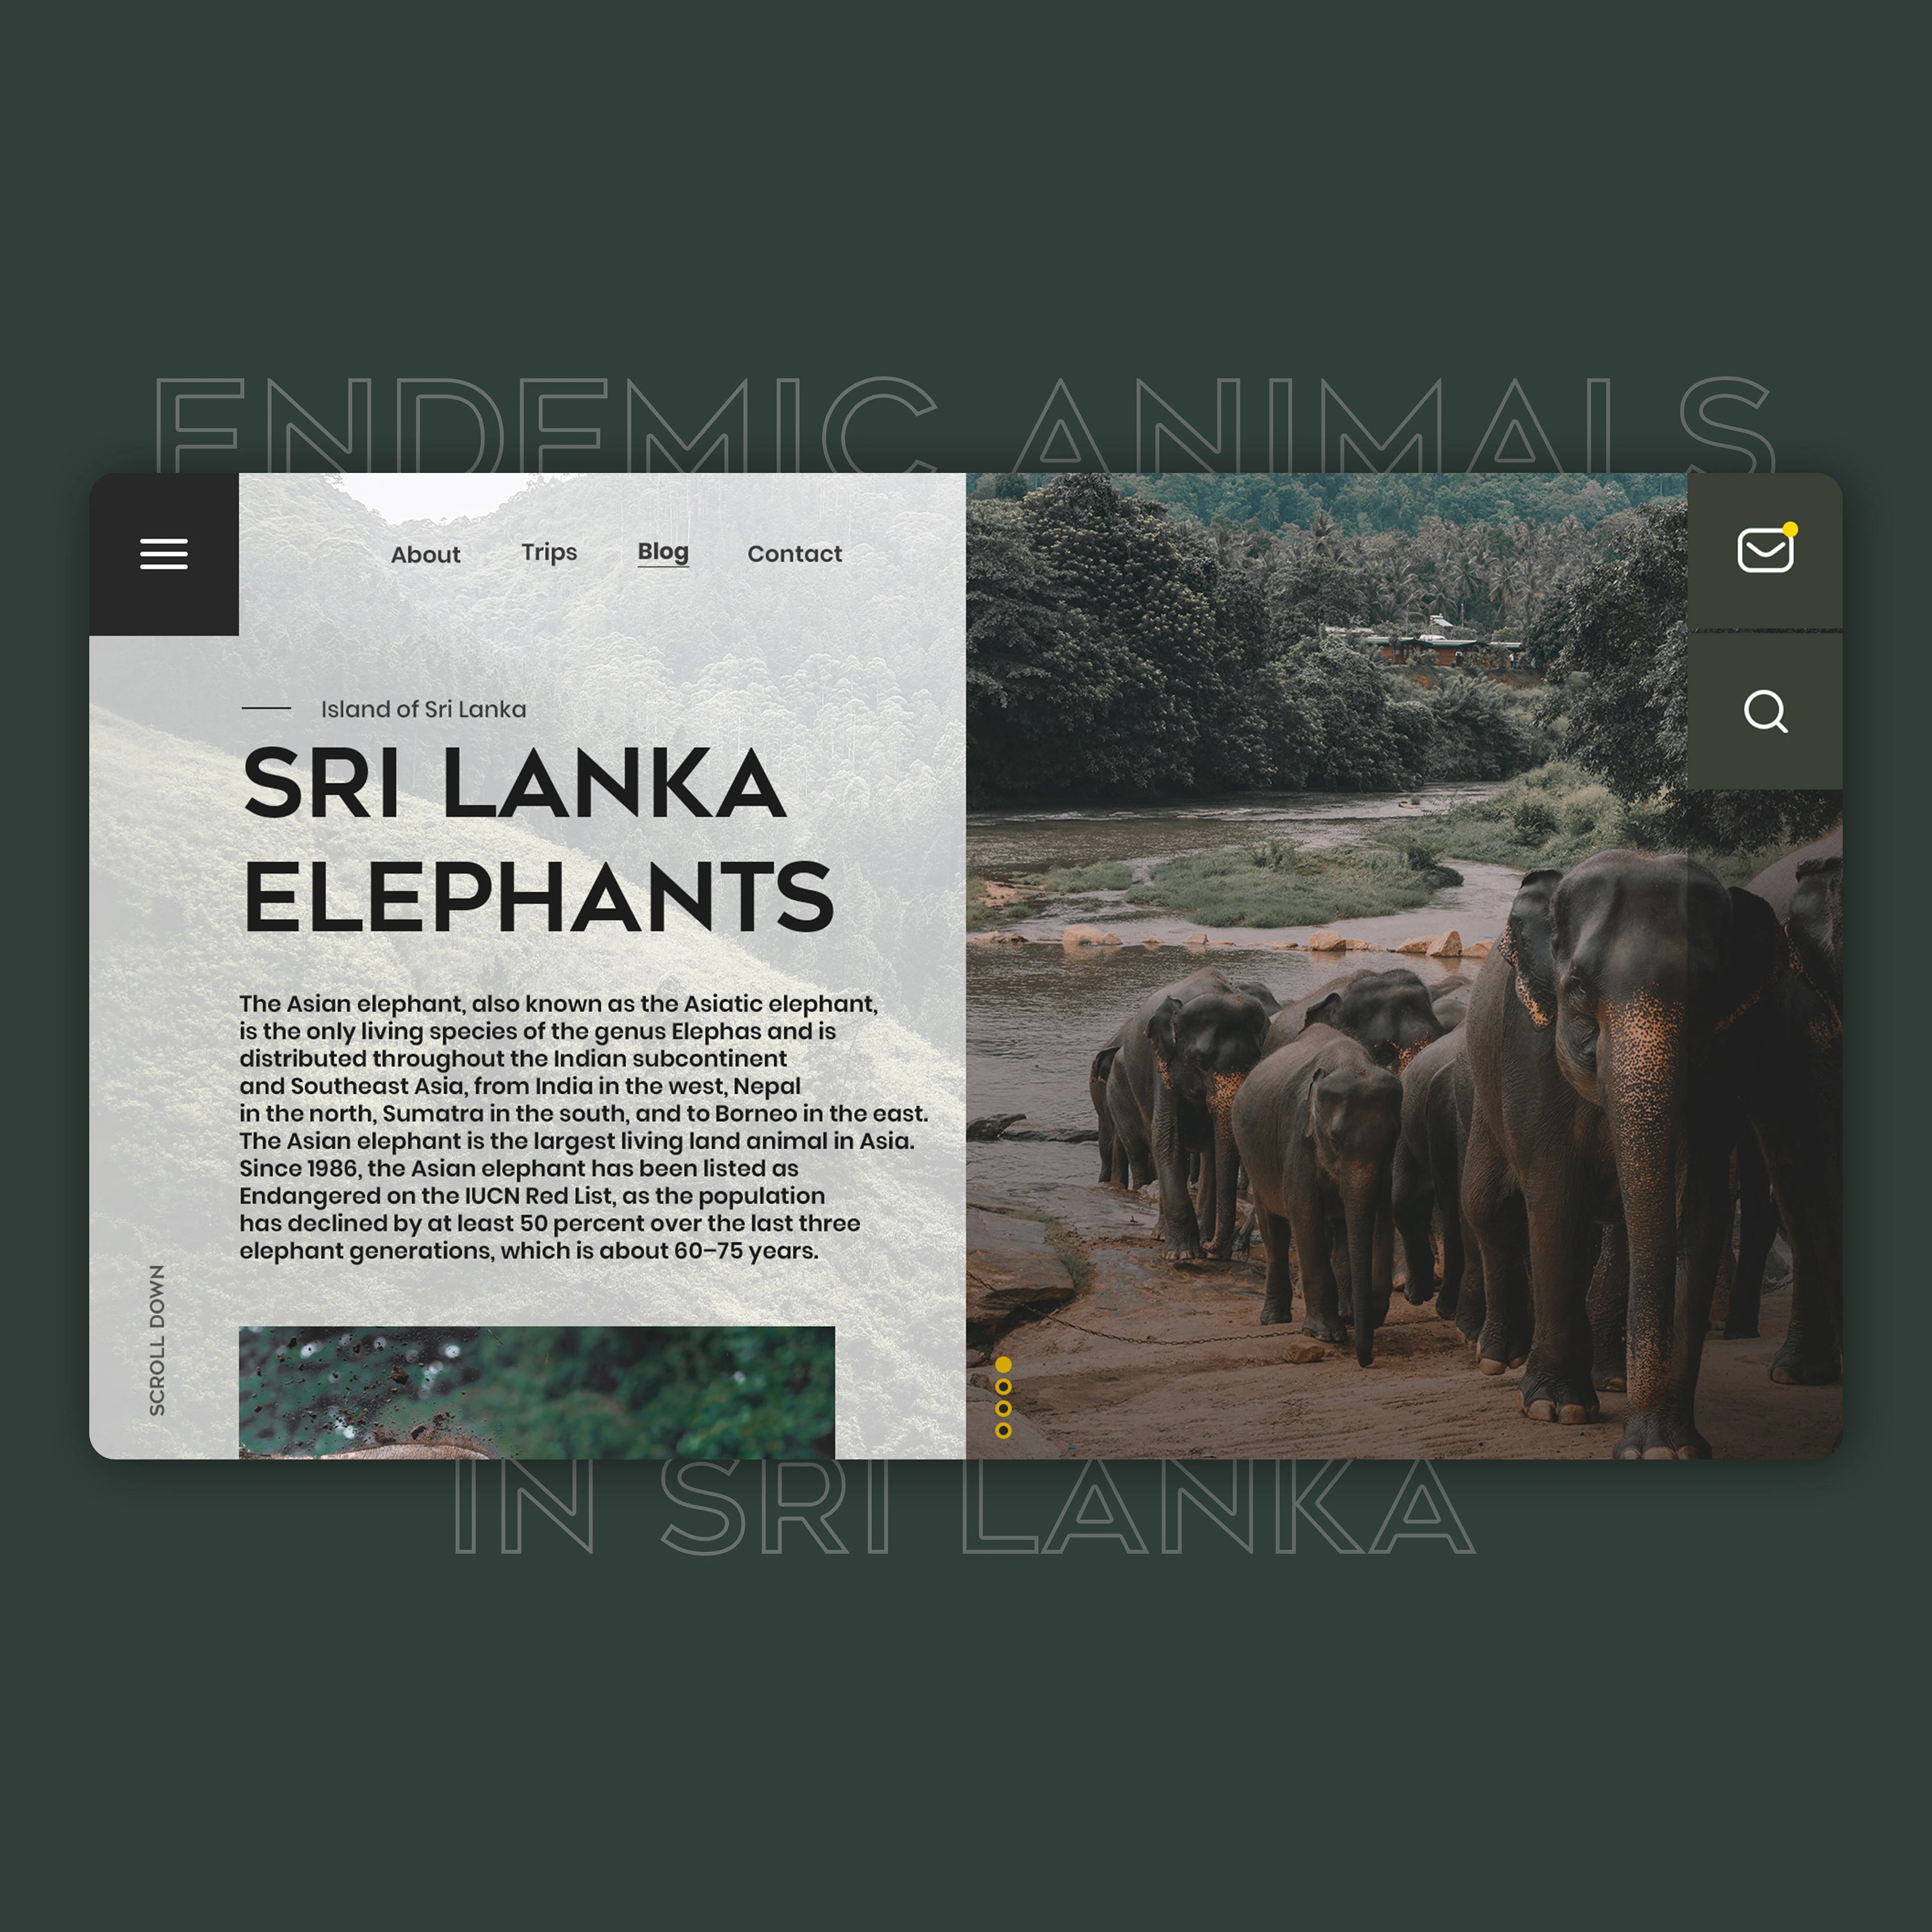 ENDEMIC ANIMALS
About Trips Blog Contact
Island of Sri Lanka
SRI LANKA
ELEPHANTS
The Asian elephant, also known as the Asiatic elephant,
is the only living species of the genus Elephas and is
distributed throughout the Indian subcontinent
and Southeast Asia, from India in the west, Nepal
in the north, Sumatra in the south, and to Borneo in the east.
The Asian elephant is the largest living land animal in Asia.
Since 1986, the Asian elephant has been listed as
Endangered on the IUCN Red List, as the population
has declined by at least 50 percent over the last three
elephant generations, which is about 60–75 years.
SCROLL DOWN
IN SRI LANKA